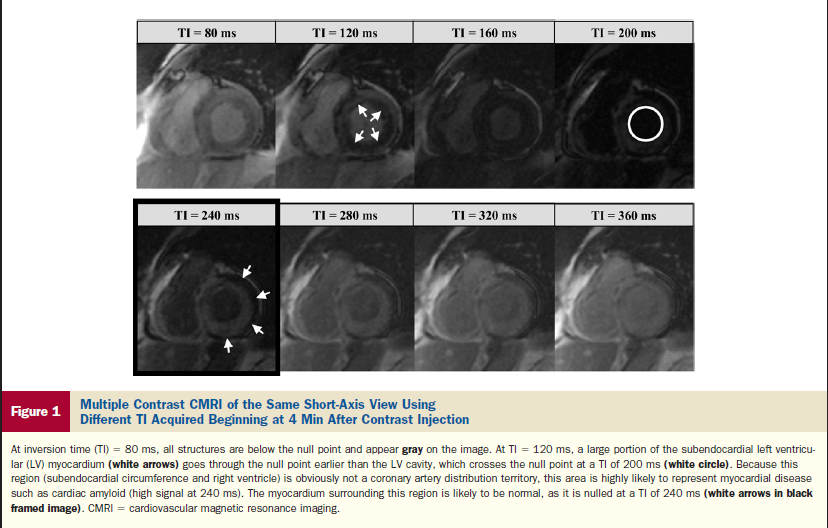 TI = 80 ms TI = 120 ms TI = 160 ms TI = 200 ms
TI = 240 ms TI = 280 ms TI = 320 ms TI = 360 ms
Figure 1
Multiple Contrast CMRI of the Same Short-Axis View Using
Different TI Acquired Beginning at 4 Min After Contrast Injection
At inversion time (TI) = 80 ms, all structures are below the null point and appear gray on the image. At TI = 120 ms, a large portion of the subendocardial left ventricu-
lar (LV) myocardium (white arrows) goes through the null point earlier than the LV cavity, which crosses the null point at a TI of 200 ms (white circle). Because this
region (subendocardial circumference and right ventricle) is obviously not a coronary artery distribution territory, this area is highly likely to represent myocardial disease
such as cardiac amyloid (high signal at 240 ms). The myocardium surrounding this region is likely to be normal, as it is nulled at a TI of 240 ms (white arrows in black
framed image). CMRI = cardiovascular magnetic resonance imaging.